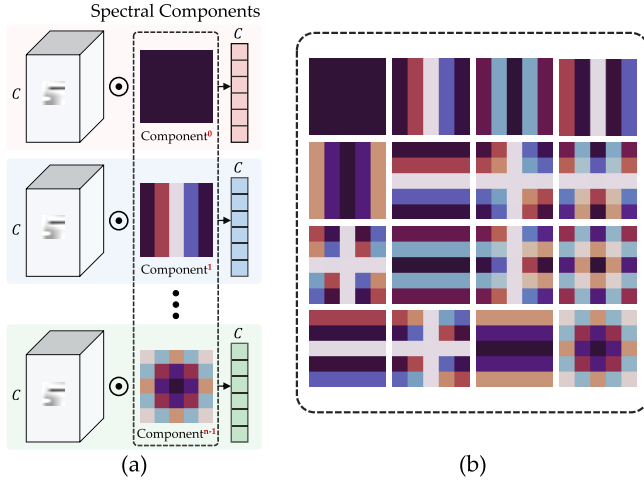 Spectral Components
C
C
Component⁰
C
C
Component¹
C
C
Componentⁿ⁻¹
(a)
(b)